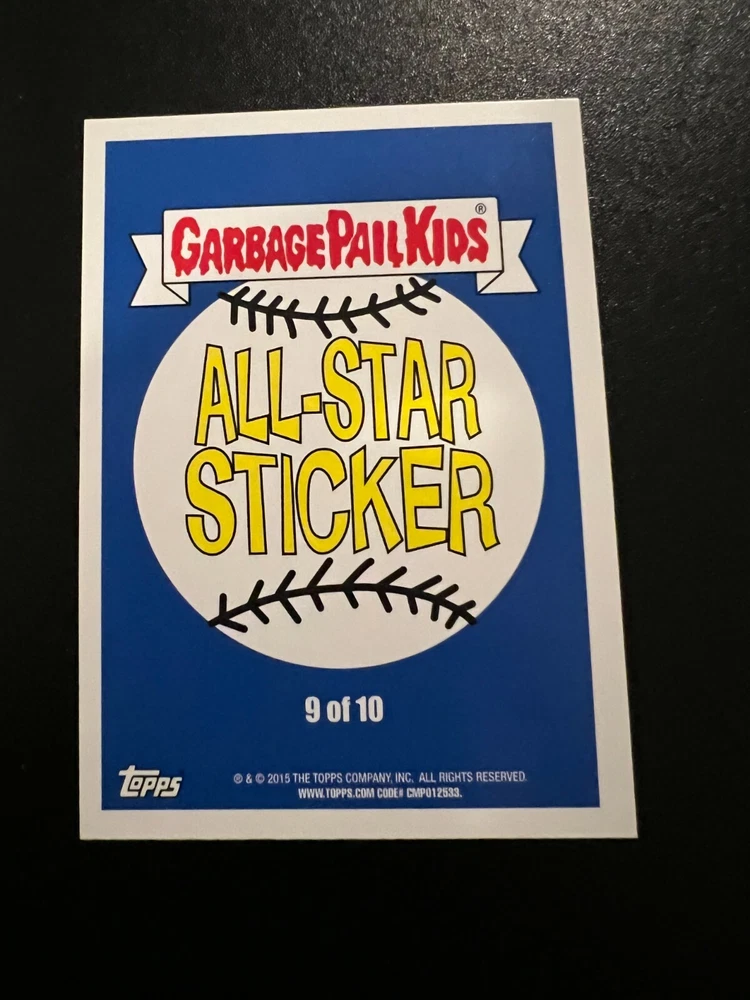 GARBAGE PAIL KIDS®
ALL-STAR
STICKER
9 of 10
topps
® & © 2015 THE TOPPS COMPANY, INC. ALL RIGHTS RESERVED.
WWW.TOPPS.COM CODE# CMP012533.